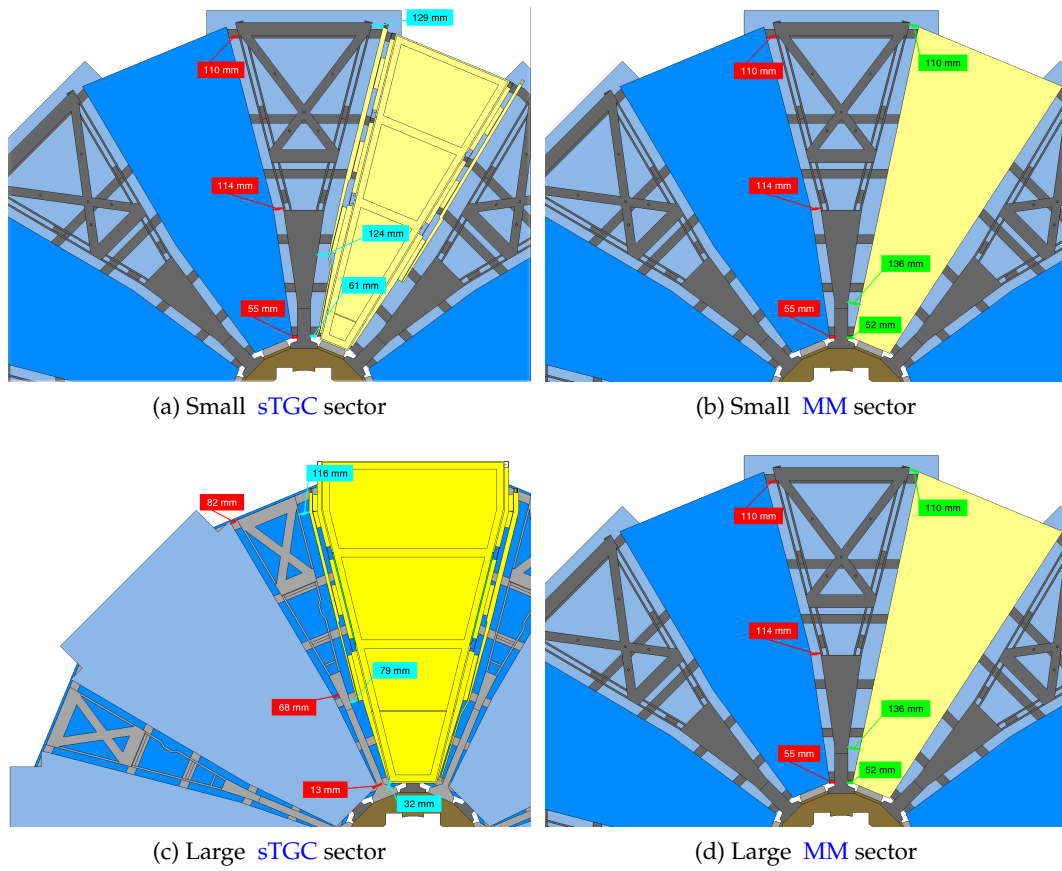 129 mm
110 mm
114 mm
124 mm
61 mm
55 mm
(a) Small sTGC sector
110 mm
110 mm
114 mm
136 mm
55 mm
52 mm
(b) Small MM sector
116 mm
82 mm
79 mm
68 mm
13 mm
32 mm
(c) Large sTGC sector
110 mm
110 mm
114 mm
136 mm
55 mm
52 mm
(d) Large MM sector